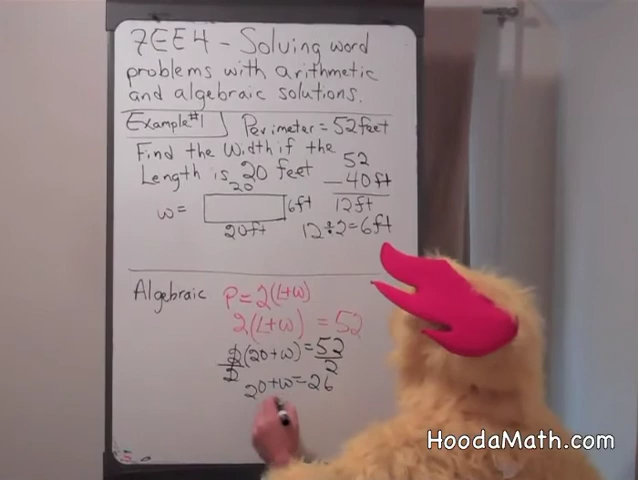 7EE4 - Solving word
problems with arithmetic
and algebraic solutions.
Example #1 Perimeter = 52 feet
Find the Width if the
Length is 20 feet
52
- 40ft
12ft
12÷2=6ft
20
W= 6ft
20ft
Algebraic P=2(L+W)
2(L+W) = 52
2(20+W) = 52
2 2
20+W=26
HoodaMath.com